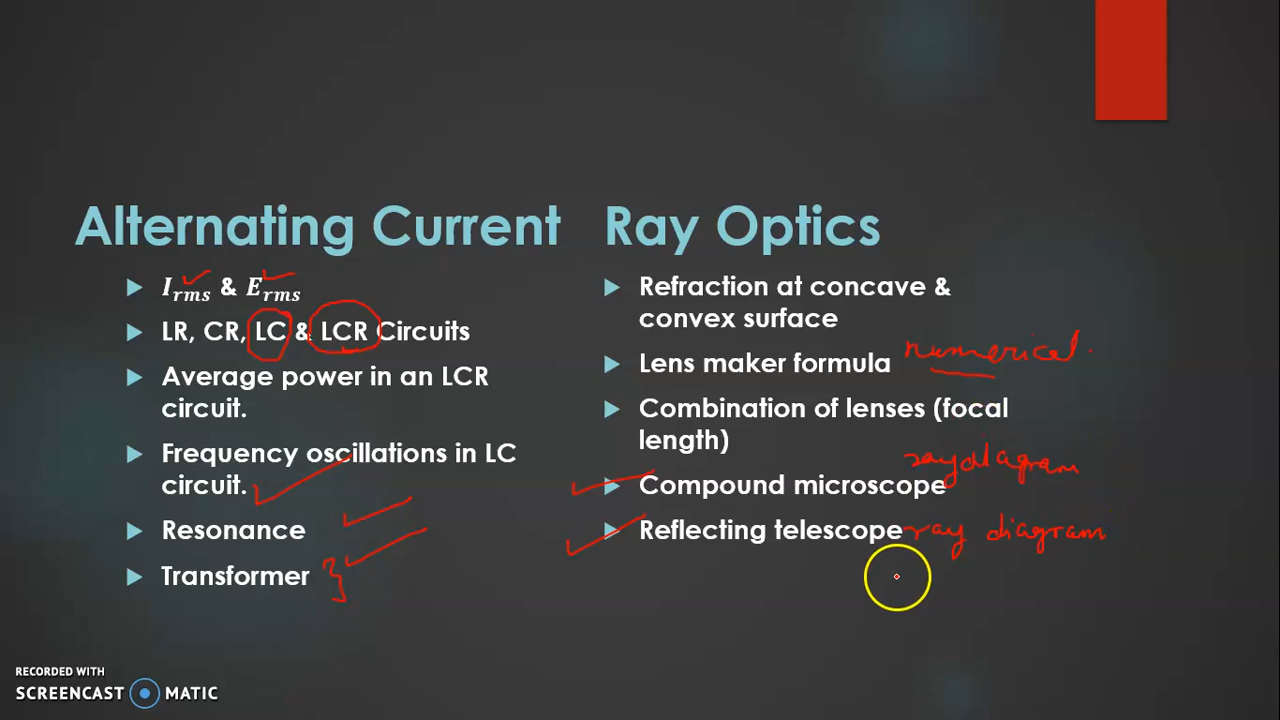 Alternating Current
I_rms & E_rms
LR, CR, LC & LCR Circuits
Average power in an LCR
circuit.
Frequency oscillations in LC
circuit.
Resonance
Transformer
Ray Optics
Refraction at concave &
convex surface
Lens maker formula numerical.
Combination of lenses (focal
length)
ray diagram
Compound microscope
Reflecting telescope ray diagram
RECORDED WITH
SCREENCAST MATIC